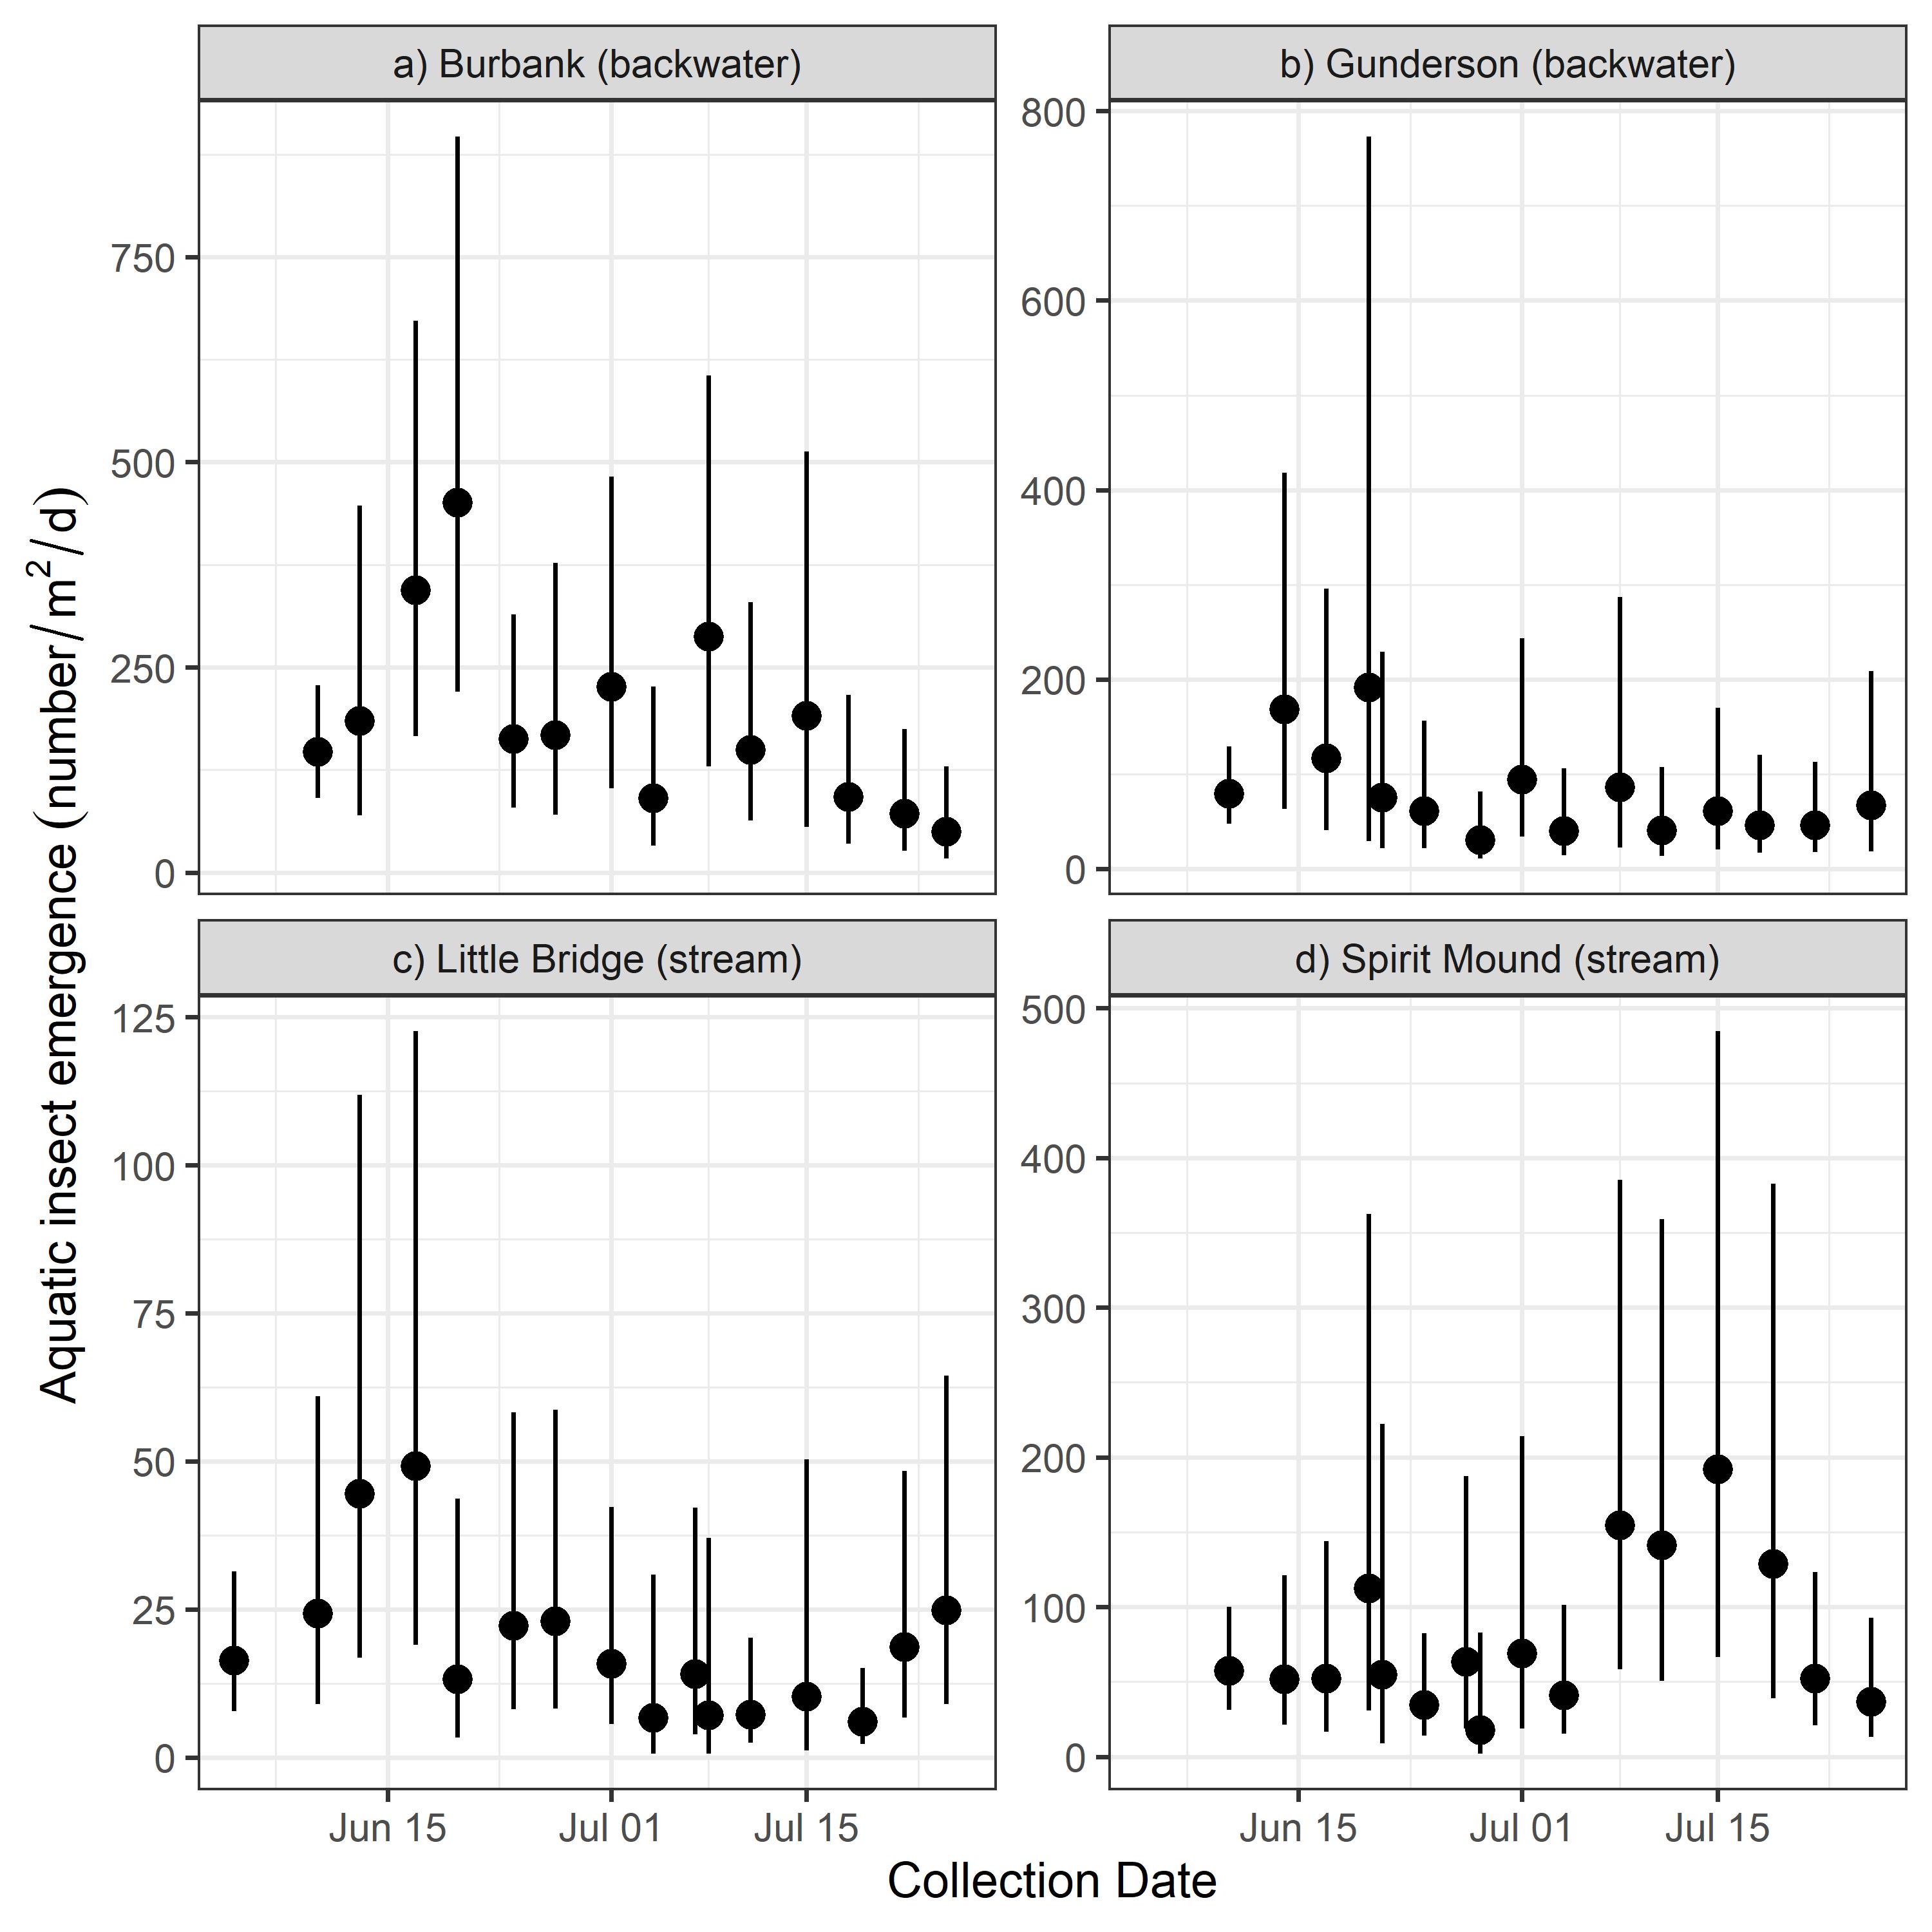 a) Burbank (backwater)
b) Gunderson (backwater)
750
500
250
0
800
600
400
200
0
c) Little Bridge (stream)
d) Spirit Mound (stream)
125
100
75
50
25
0
500
400
300
200
100
0
Jun 15 Jul 01 Jul 15
Jun 15 Jul 01 Jul 15
Collection Date
Aquatic insect emergence (number/m²/d)